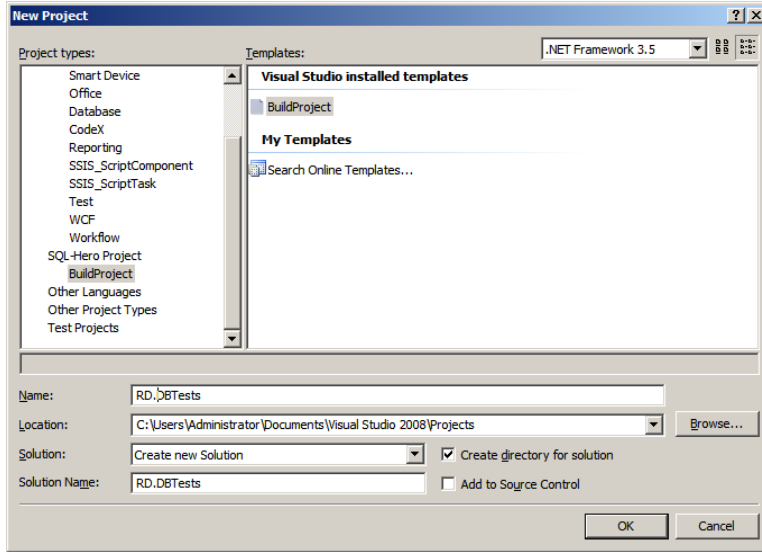 New Project
Project types:
Templates:
.NET Framework 3.5
Smart Device
Office
Database
CodeX
Reporting
SSIS_ScriptComponent
SSIS_ScriptTask
Test
WCF
Workflow
SQL-Hero Project
BuildProject
Other Languages
Other Project Types
Test Projects
Visual Studio installed templates
BuildProject
My Templates
Search Online Templates...
Name:
RD.DBTests
Location:
C:\Users\Administrator\Documents\Visual Studio 2008\Projects
Browse...
Solution:
Create new Solution
Create directory for solution
Solution Name:
RD.DBTests
Add to Source Control
OK
Cancel